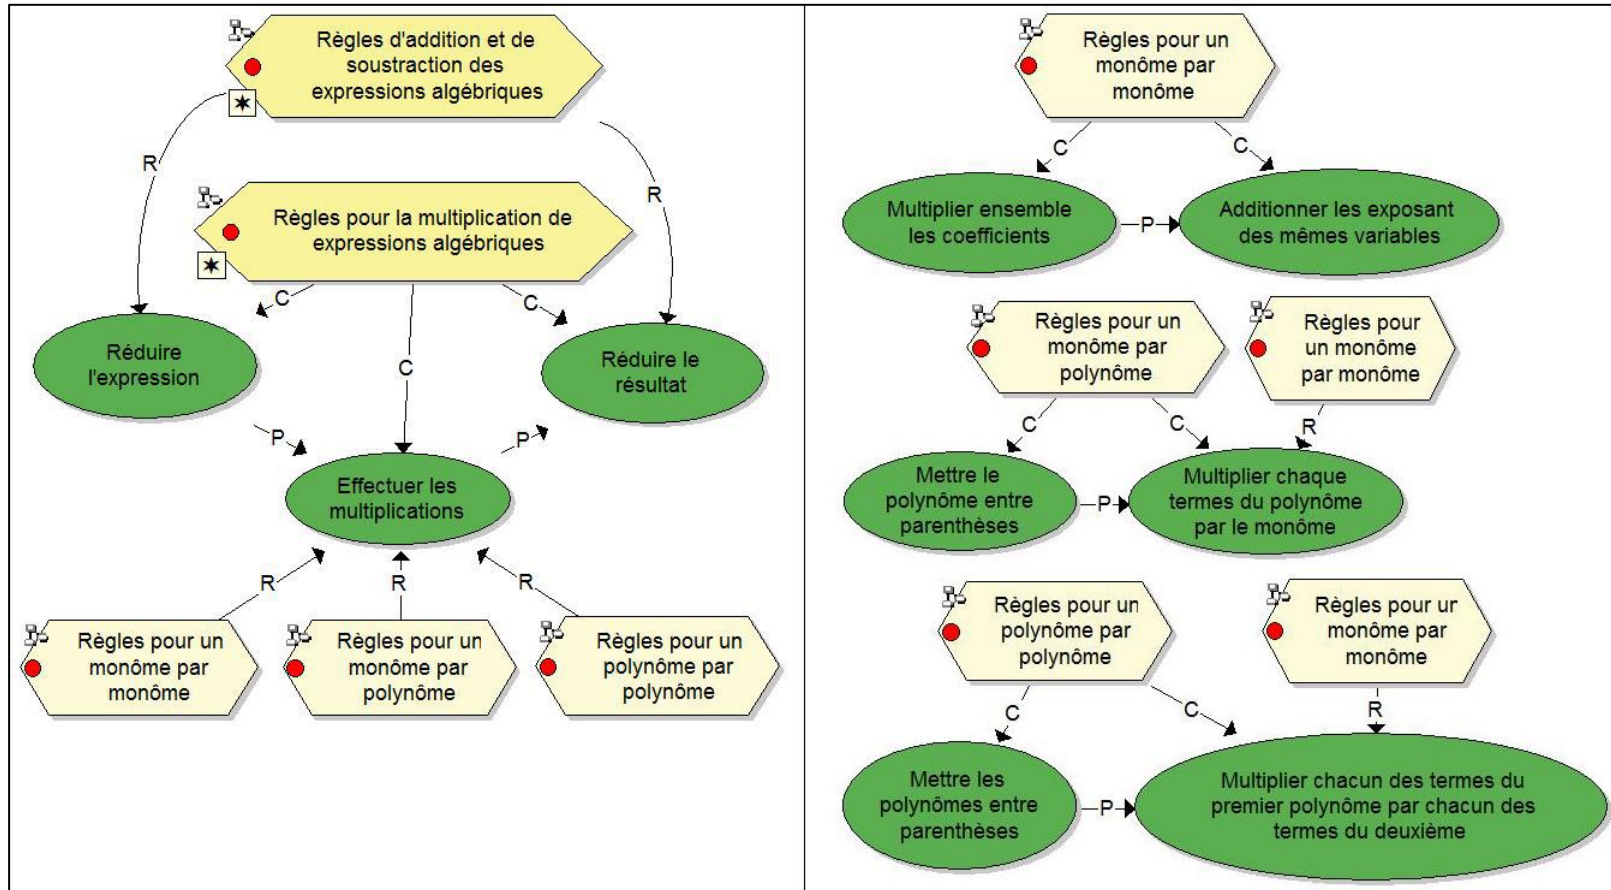 Règles d'addition et de
soustraction des
expressions algébriques
R
R
Règles pour la multiplication de
expressions algébriques
C
C
C
Réduire
l'expression
Réduire le
résultat
P
P
Effectuer les
multiplications
R
R
R
Règles pour un
monôme par
monôme
Règles pour un
monôme par
polynôme
Règles pour un
polynôme par
polynôme
Règles pour un
monôme par
monôme
C
C
Multiplier ensemble
les coefficients
P
Additionner les exposant
des mêmes variables
Règles pour un
monôme par
polynôme
Règles pour
un monôme
par monôme
C
C
R
Mettre le
polynôme entre
parenthèses
P
Multiplier chaque
termes du polynôme
par le monôme
Règles pour un
polynôme par
polynôme
Règles pour un
monôme par
monôme
C
C
R
Mettre les
polynômes entre
parenthèses
P
Multiplier chacun des termes du
premier polynôme par chacun des
termes du deuxième